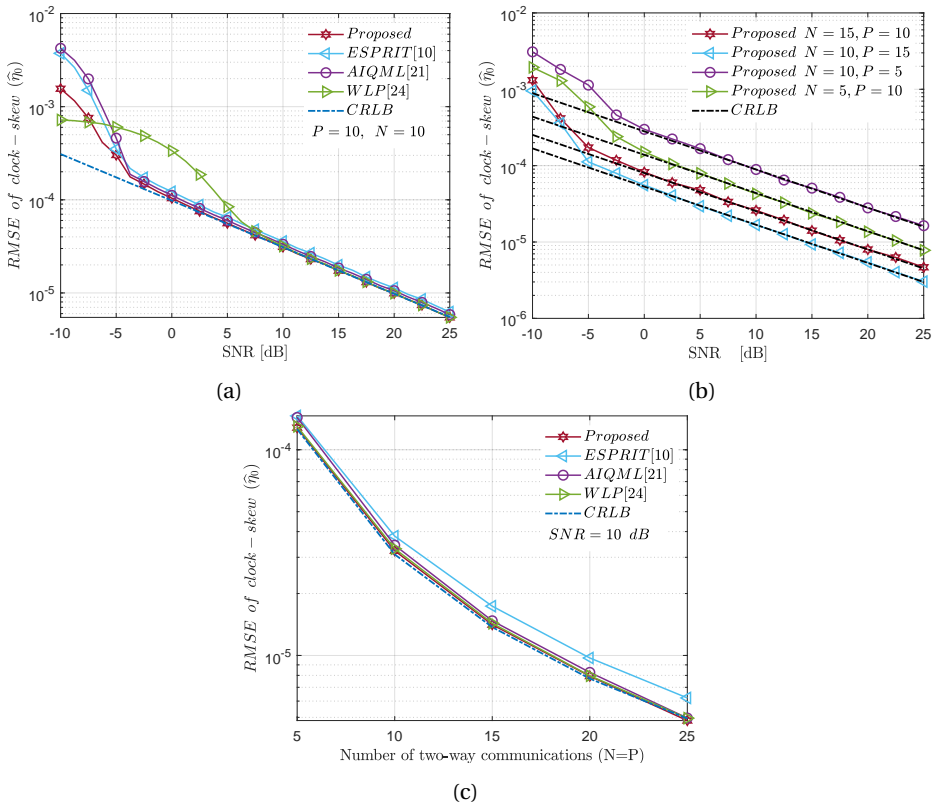 10^-2
10^-3
10^-4
10^-5
RMSE of clock − skew (η̂0)
-10 -5 0 5 10 15 20 25
SNR [dB]
Proposed
ESPRIT[10]
AIQML[21]
WLP[24]
CRLB
P = 10, N = 10
(a)
10^-2
10^-3
10^-4
10^-5
10^-6
RMSE of clock − skew (η̂0)
-10 -5 0 5 10 15 20 25
SNR [dB]
Proposed N = 15, P = 10
Proposed N = 10, P = 15
Proposed N = 10, P = 5
Proposed N = 5, P = 10
CRLB
(b)
10^-4
10^-5
RMSE of clock − skew (η̂0)
5 10 15 20 25
Number of two-way communications (N=P)
Proposed
ESPRIT[10]
AIQML[21]
WLP[24]
CRLB
SNR = 10 dB
(c)